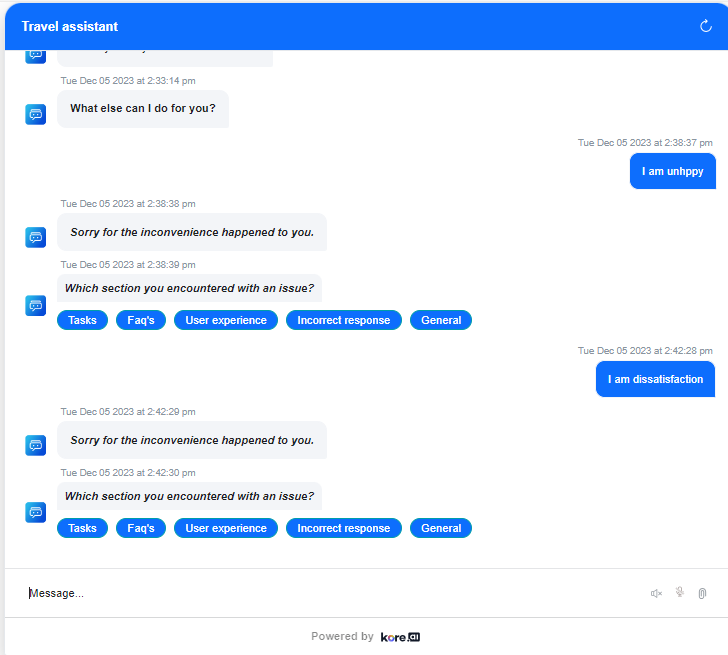 Travel assistant
Tue Dec 05 2023 at 2:33:14 pm
What else can I do for you?
Tue Dec 05 2023 at 2:38:37 pm
I am unhppy
Tue Dec 05 2023 at 2:38:38 pm
Sorry for the inconvenience happened to you.
Tue Dec 05 2023 at 2:38:39 pm
Which section you encountered with an issue?
Tasks Faq's User experience Incorrect response General
Tue Dec 05 2023 at 2:42:28 pm
I am dissatisfaction
Tue Dec 05 2023 at 2:42:29 pm
Sorry for the inconvenience happened to you.
Tue Dec 05 2023 at 2:42:30 pm
Which section you encountered with an issue?
Tasks Faq's User experience Incorrect response General
Message...
Powered by kore.ai